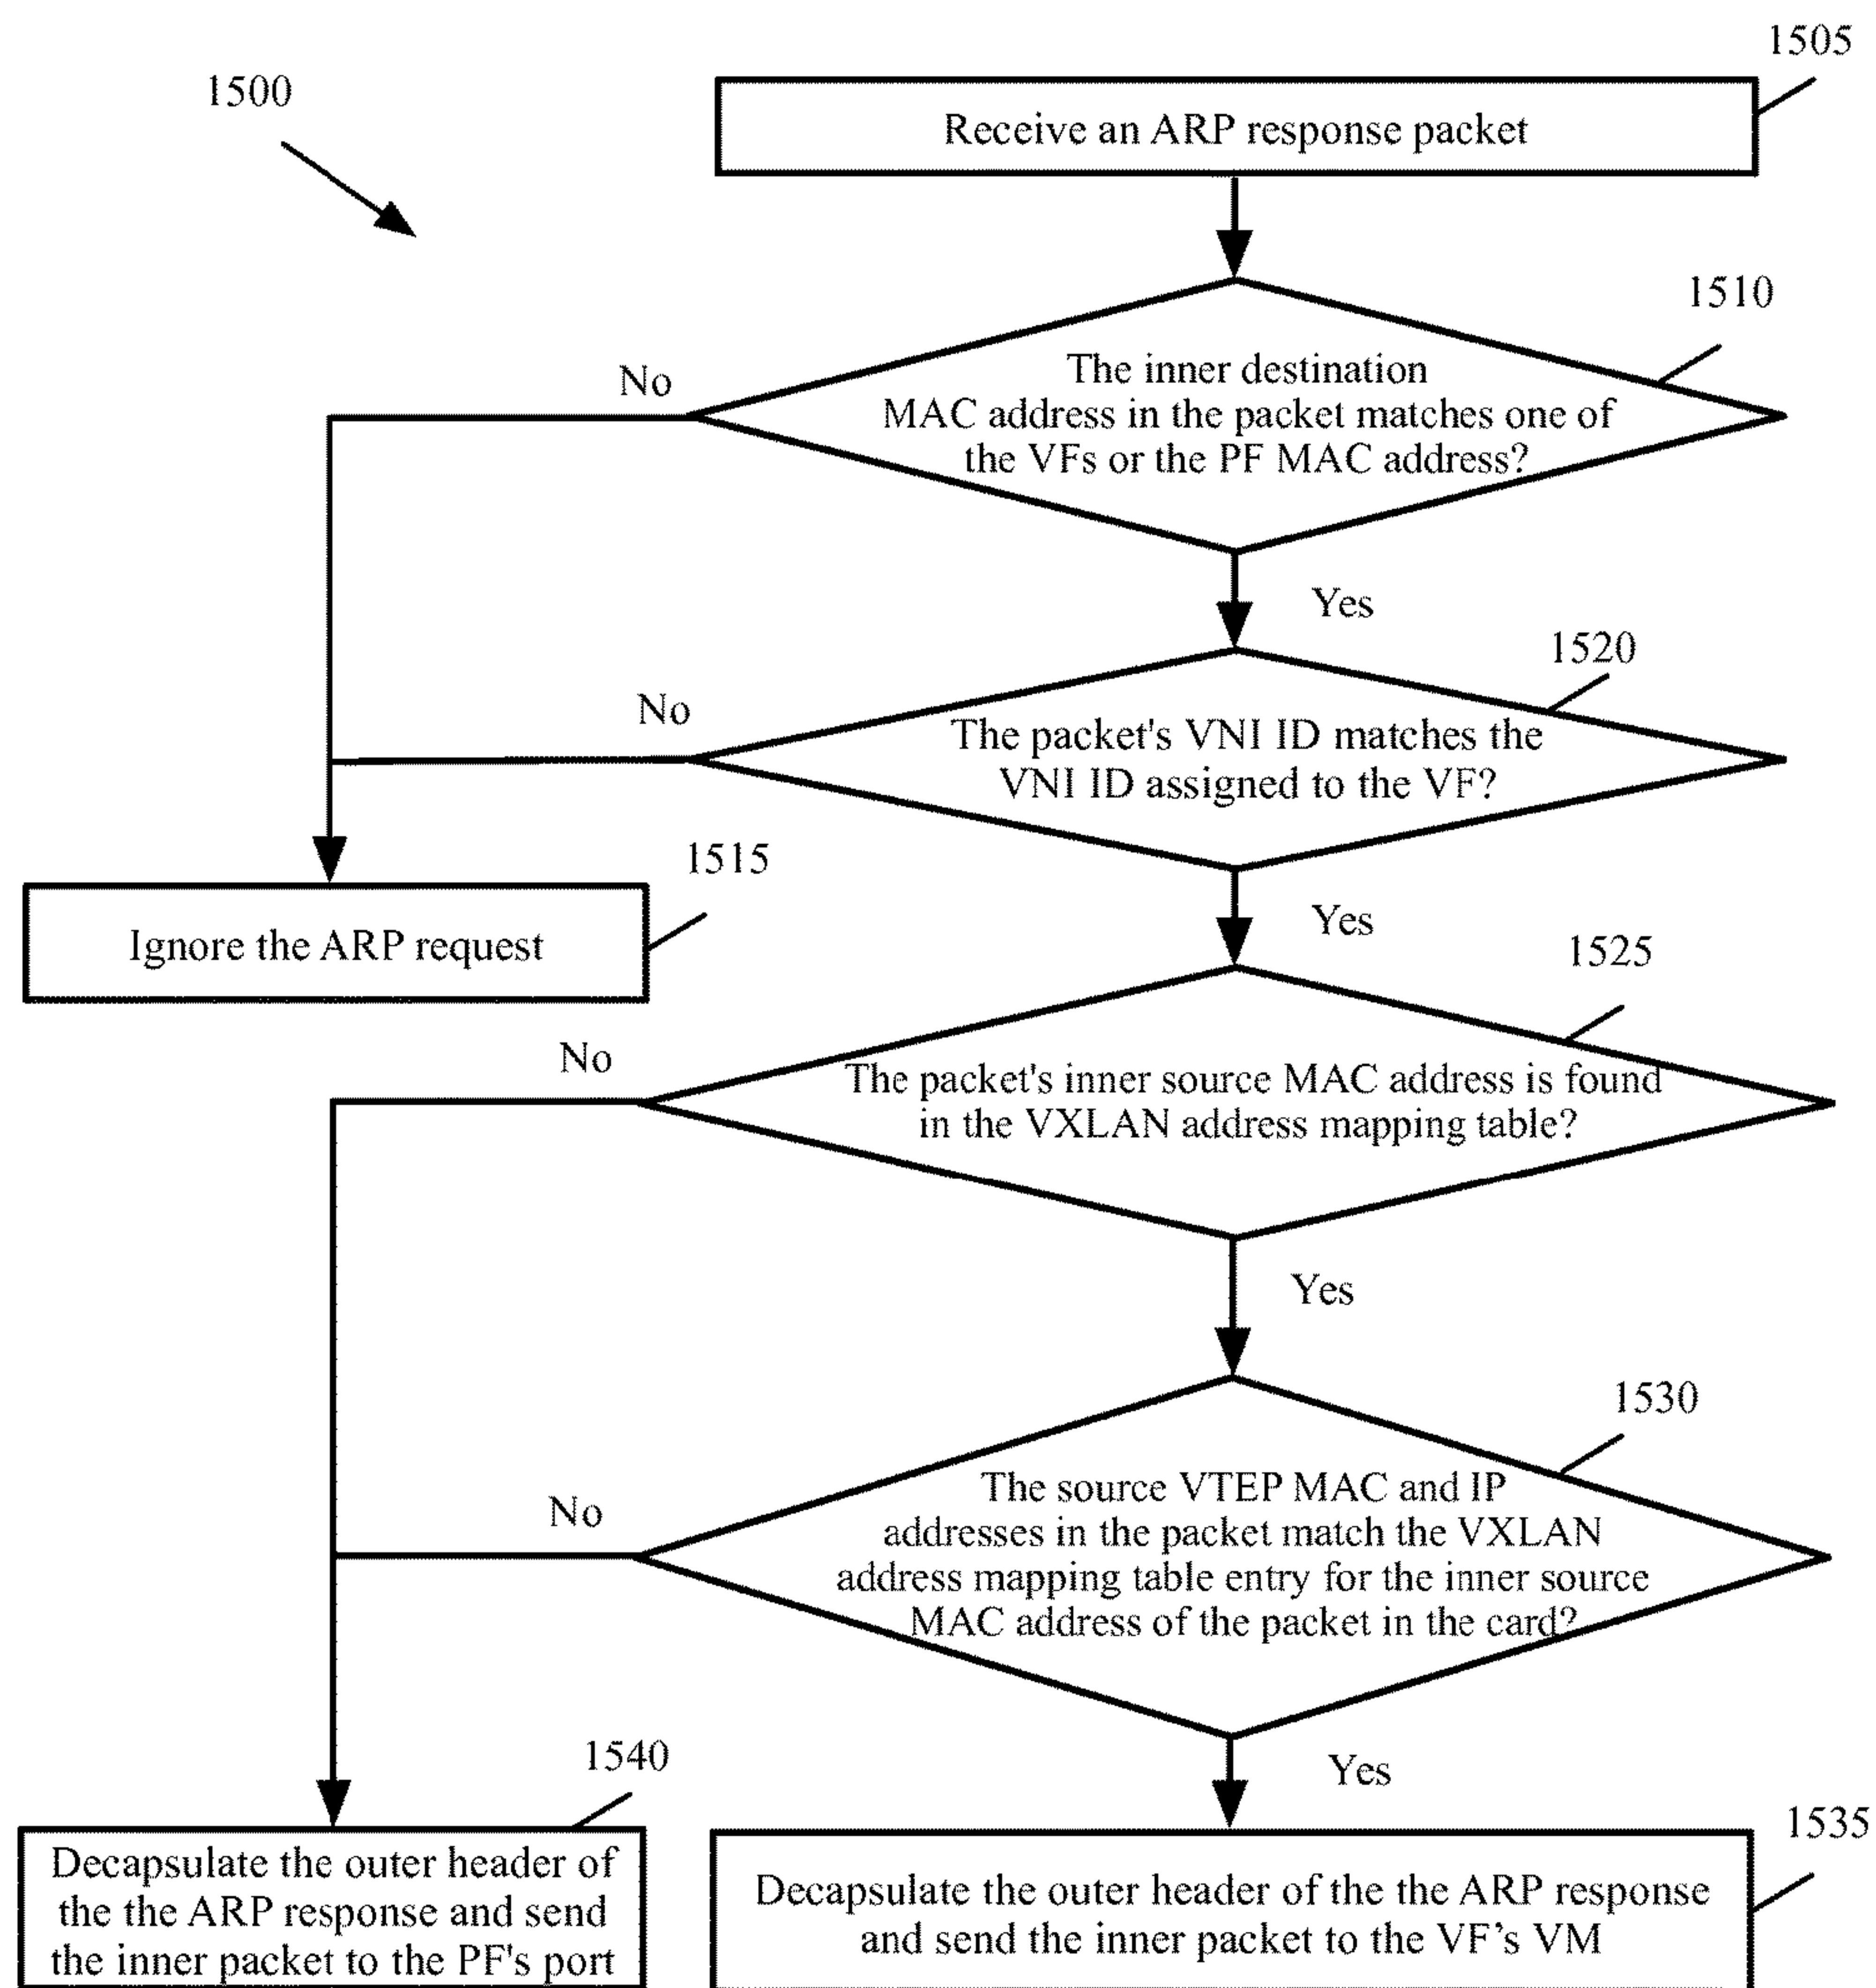 1500
1505
Receive an ARP response packet
1510
No
The inner destination
MAC address in the packet matches one of
the VFs or the PF MAC address?
Yes
1520
No
The packet's VNI ID matches the
VNI ID assigned to the VF?
1515
Ignore the ARP request
Yes
1525
No
The packet's inner source MAC address is found
in the VXLAN address mapping table?
Yes
1530
No
The source VTEP MAC and IP
addresses in the packet match the VXLAN
address mapping table entry for the inner source
MAC address of the packet in the card?
1540
Yes
1535
Decapsulate the outer header of
the the ARP response and send
the inner packet to the PF's port
Decapsulate the outer header of the the ARP response
and send the inner packet to the VF's VM